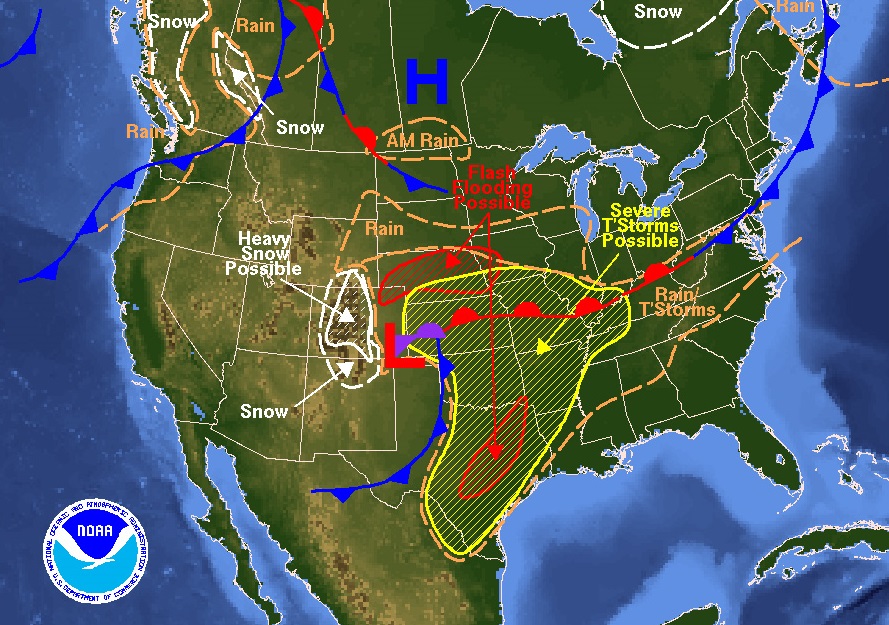 Snow
Rain
Snow
Rain
H
Snow
Rain
AM Rain
Flash
Flooding
Possible
Severe
T'Storms
Possible
Rain
Heavy
Snow
Possible
Rain/
T'Storms
L
Snow
NATIONAL OCEANIC AND ATMOSPHERIC ADMINISTRATION
NOAA
U.S. DEPARTMENT OF COMMERCE